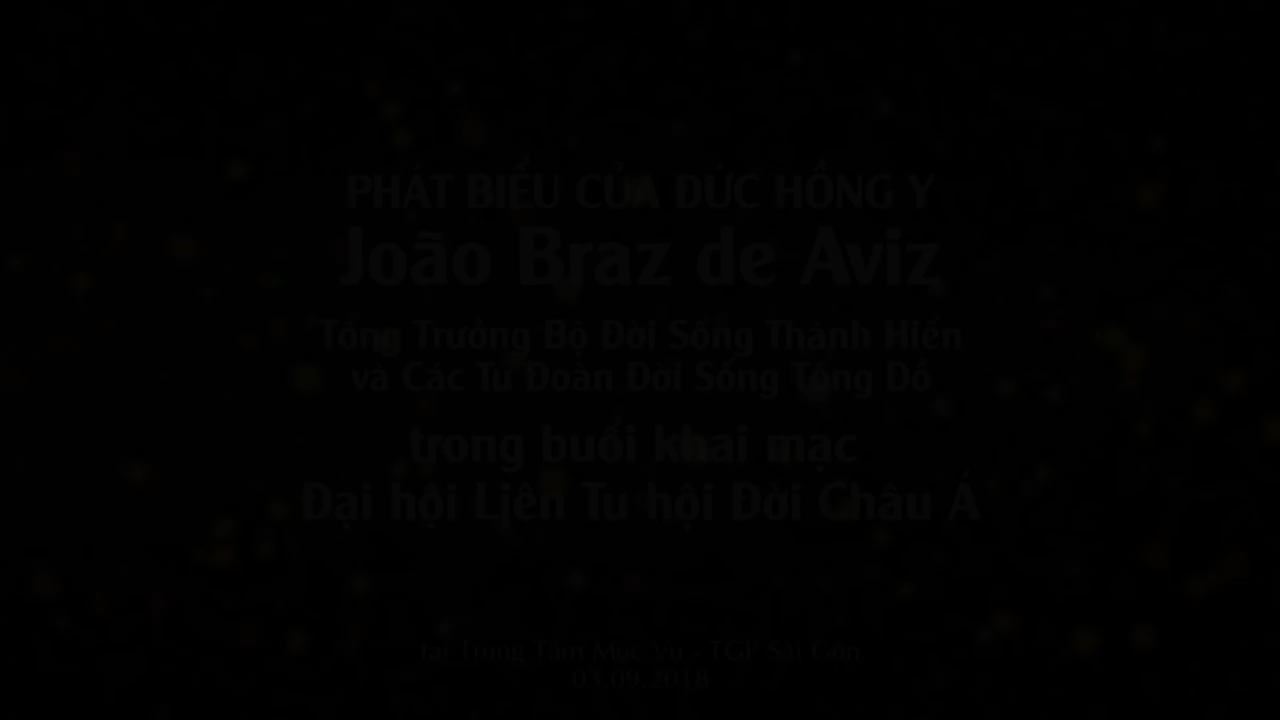 PHÁT BIỂU CỦA ĐỨC HỒNG Y
João Braz de Aviz
Tổng Trưởng Bộ Đời Sống Thánh Hiến
và Các Tu Đoàn Đời Sống Tông Đồ
trong buổi khai mạc
Đại hội Liên Tu hội Đời Châu Á
tại Trung Tâm Mục Vụ - TGP Sài Gòn
03.09.2018